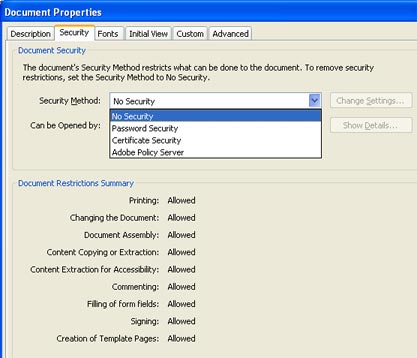 Document Properties
Description Security Fonts Initial View Custom Advanced
Document Security
The document's Security Method restricts what can be done to the document. To remove security
restrictions, set the Security Method to No Security.
Security Method: No Security Change Settings...
No Security
Can be Opened by: Password Security Show Details...
Certificate Security
Adobe Policy Server
Document Restrictions Summary
Printing: Allowed
Changing the Document: Allowed
Document Assembly: Allowed
Content Copying or Extraction: Allowed
Content Extraction for Accessibility: Allowed
Commenting: Allowed
Filling of form fields: Allowed
Signing: Allowed
Creation of Template Pages: Allowed